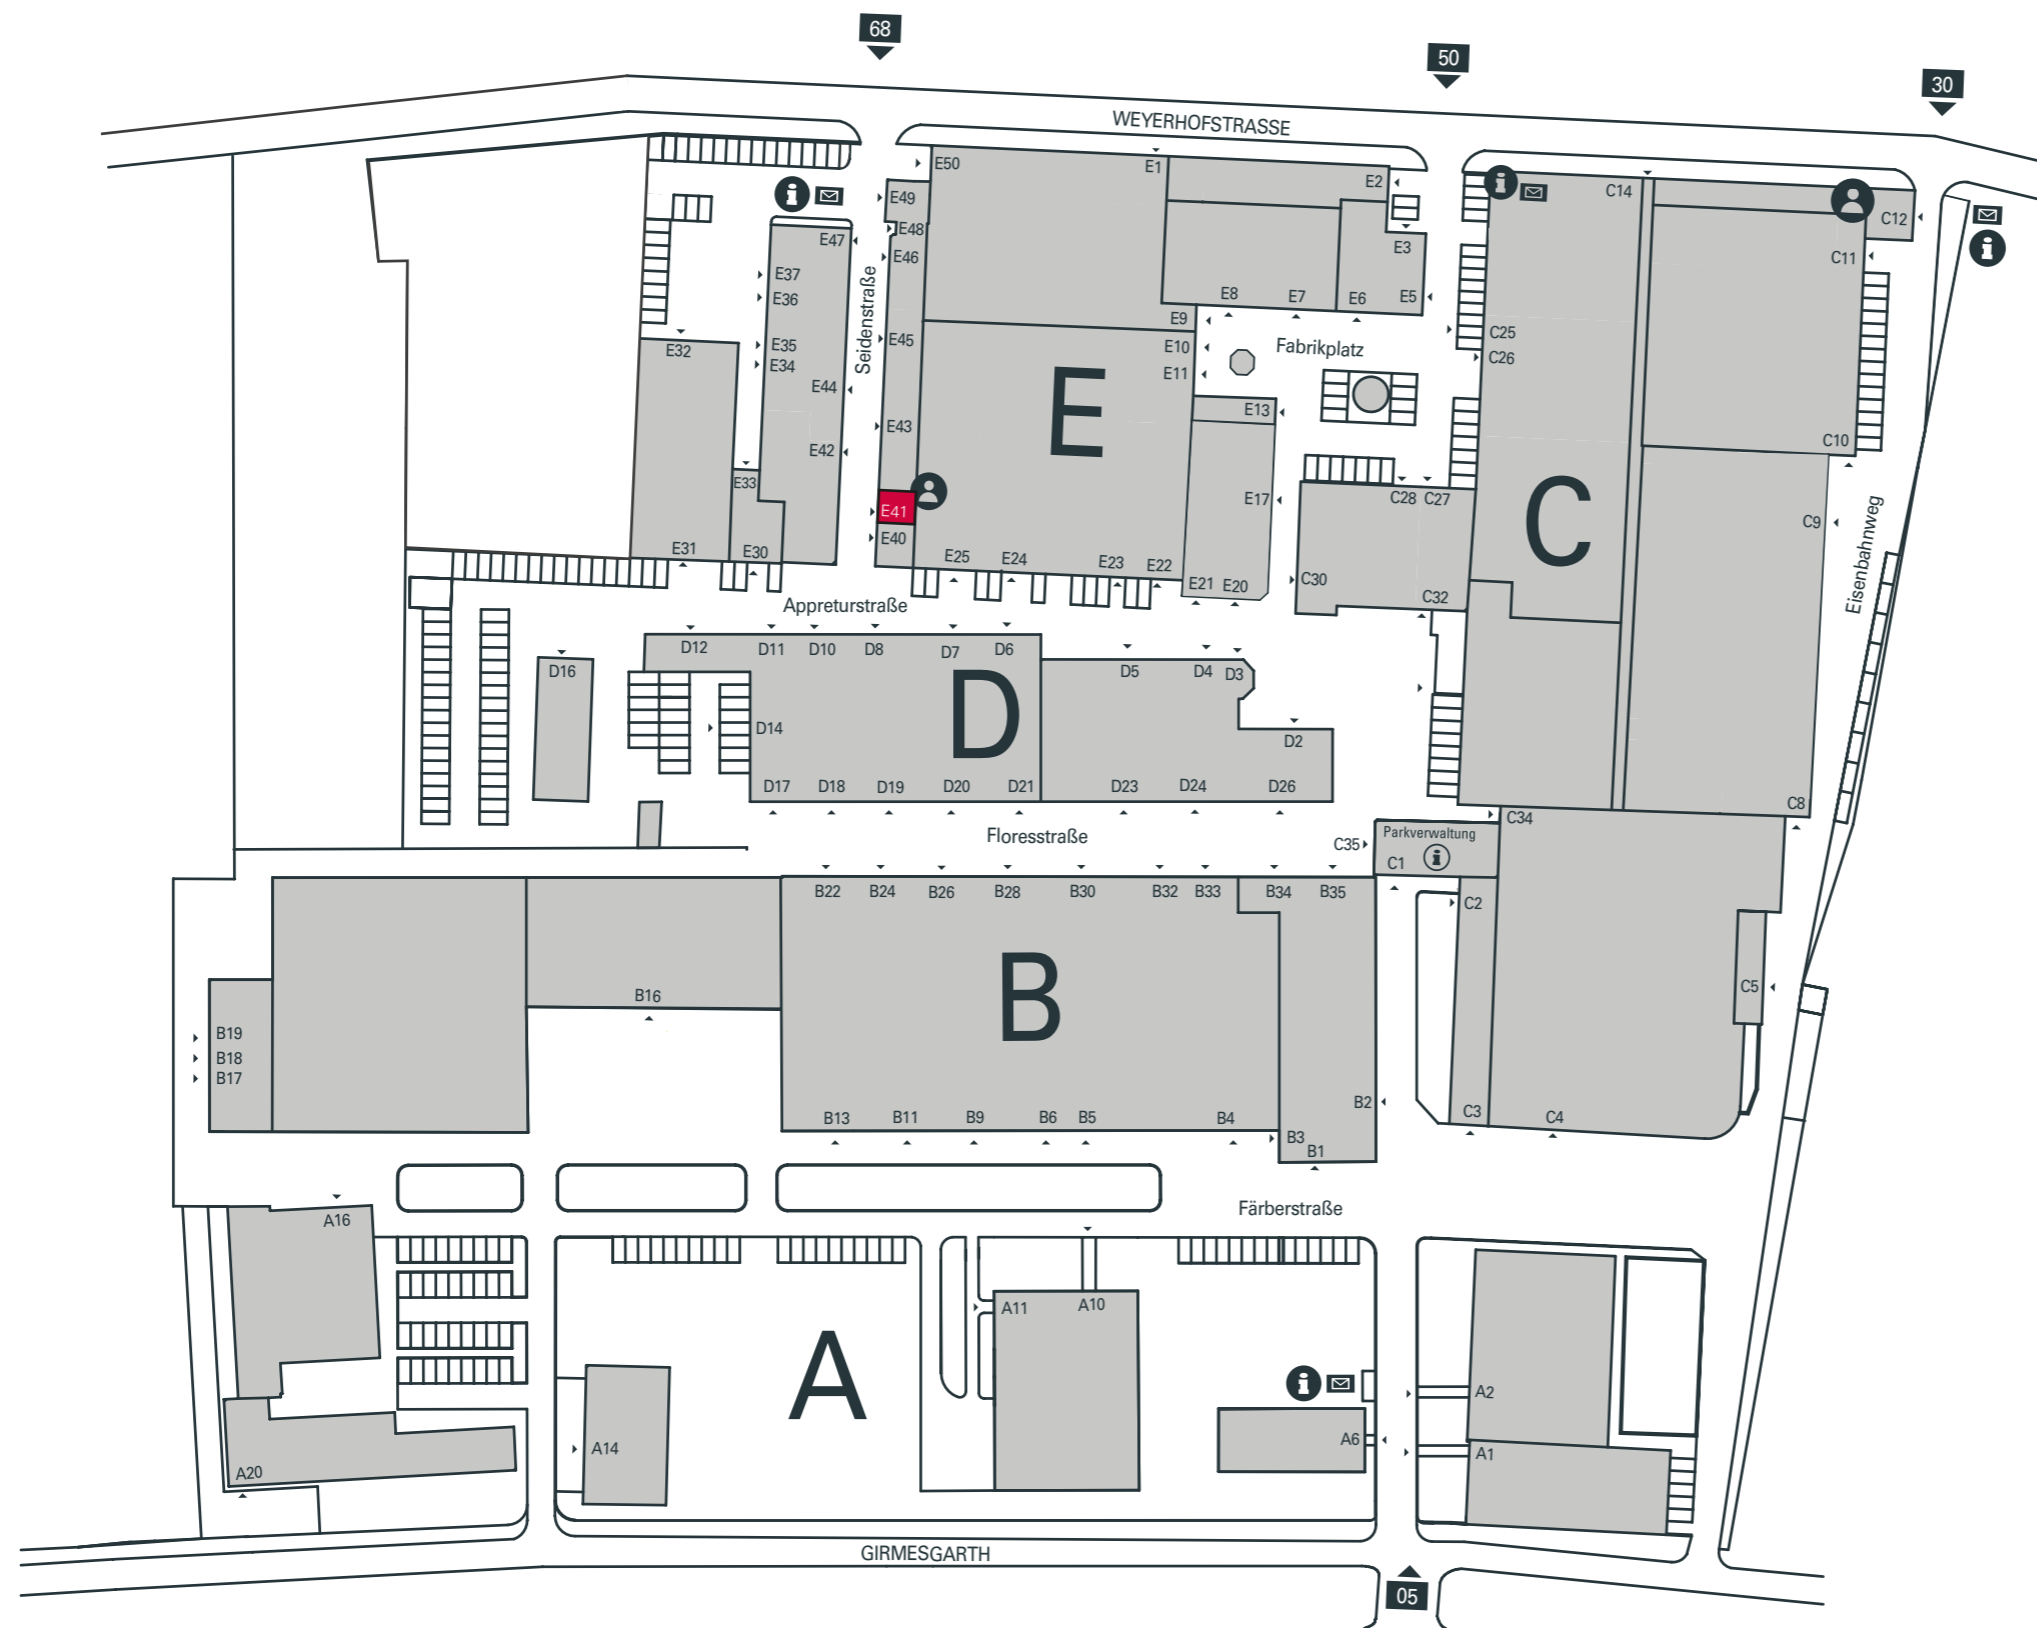 68
50
30
WEYERHOFSTRASSE
E50
E1
E2
C14
E49
C12
E48
E47
E3
E46
C11
E37
E36
E8
E7
E6
E5
E9
C25
E45
E35
E32
E10
Fabrikplatz
C26
E34
E11
Seidenstraße
E44
E
E13
E43
C10
E42
E33
E17
C28
C27
C
E41
C9
E40
Eisenbahnweg
E31
E30
E25
E24
E23
E22
E21
E20
C30
C32
Appreturstraße
D12
D11
D10
D8
D7
D6
D16
D5
D4
D3
D
D14
D2
D17
D18
D19
D20
D21
D23
D24
D26
C8
C34
Floresstraße
Parkverwaltung
C35
C1
B22
B24
B26
B28
B30
B32
B33
B34
B35
C2
B
C5
B16
B19
B18
B17
B2
B13
B11
B9
B6
B5
B4
C3
C4
B3
B1
Färberstraße
A16
A11
A10
A
A2
A14
A6
A1
A20
GIRMESGARTH
05